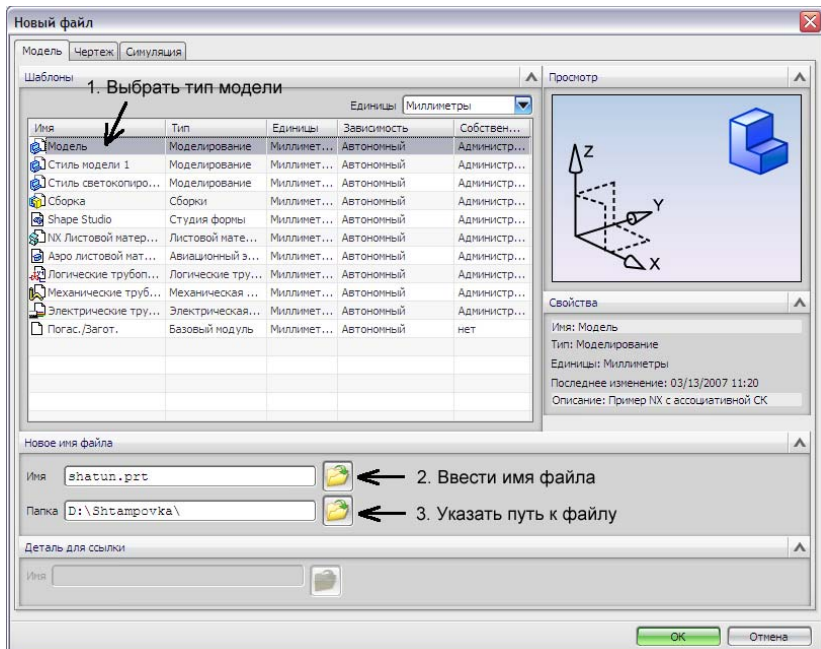 Новый файл
Модель Чертеж Симуляция
Шаблоны
1. Выбрать тип модели
Единицы Миллиметры
Имя Тип Единицы Зависимость Собствен...
Модель Моделирование Миллимет... Автономный Администр...
Стиль модели 1 Моделирование Миллимет... Автономный Администр...
Стиль светокопиро... Моделирование Миллимет... Автономный Администр...
Сборка Сборки Миллимет... Автономный Администр...
Shape Studio Студия формы Миллимет... Автономный Администр...
NX Листовой матер... Листовой мате... Миллимет... Автономный Администр...
Аэро листовой мат... Авиационный э... Миллимет... Автономный Администр...
Логические трубоп... Логические тру... Миллимет... Автономный Администр...
Механические труб... Механическая ... Миллимет... Автономный Администр...
Электрические тру... Электрическая... Миллимет... Автономный Администр...
Погас./Загот. Базовый модуль Миллимет... Автономный нет
Просмотр
Z
Y
X
Свойства
Имя: Модель
Тип: Моделирование
Единицы: Миллиметры
Последнее изменение: 03/13/2007 11:20
Описание: Пример NX с ассоциативной СК
Новое имя файла
Имя shatun.prt 2. Ввести имя файла
Папка D:\Shtampovka\ 3. Указать путь к файлу
Деталь для ссылки
Имя
OK Отмена